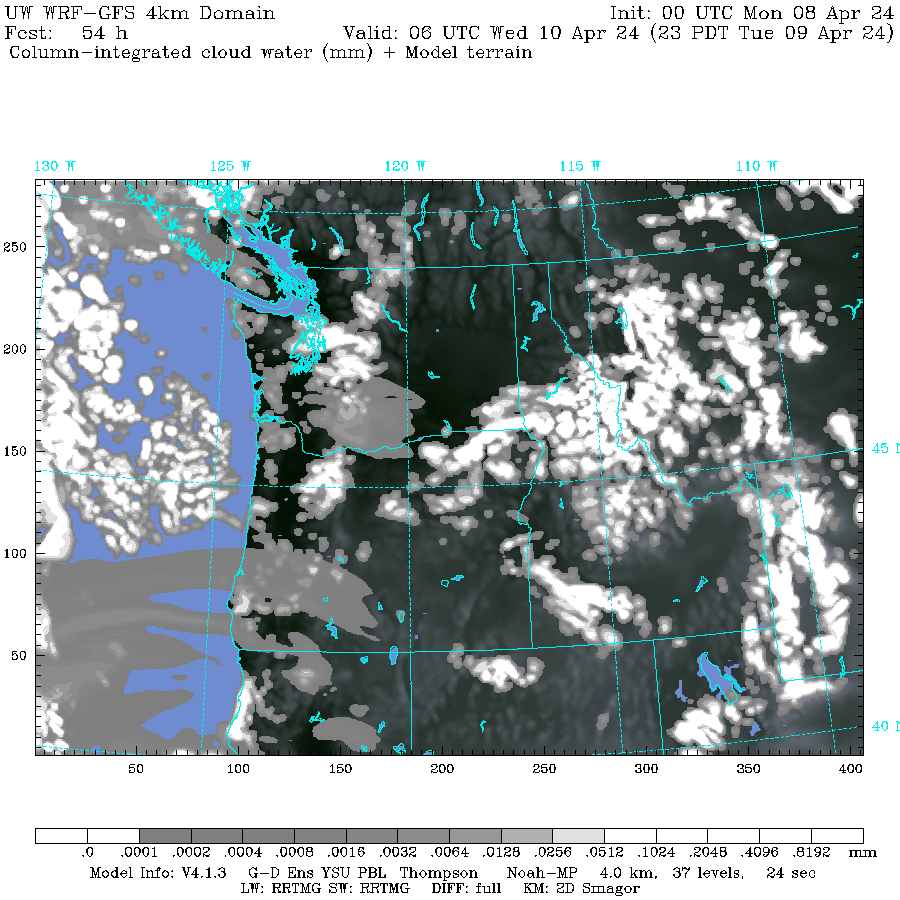 UW WRF-GFS 4km Domain Init: 00 UTC Mon 08 Apr 24
Fcst: 54 h Valid: 06 UTC Wed 10 Apr 24 (23 PDT Tue 09 Apr 24)
Column-integrated cloud water (mm) + Model terrain
130 W 125 W 120 W 115 W 110 W
250
200
150 45 N
100
50
40 N
50 100 150 200 250 300 350 400
.0 .0001 .0002 .0004 .0008 .0016 .0032 .0064 .0128 .0256 .0512 .1024 .2048 .4096 .8192 mm
Model Info: V4.1.3 G-D Ens YSU PBL Thompson Noah-MP 4.0 km, 37 levels, 24 sec
LW: RRTMG SW: RRTMG DIFF: full KM: 2D Smagor